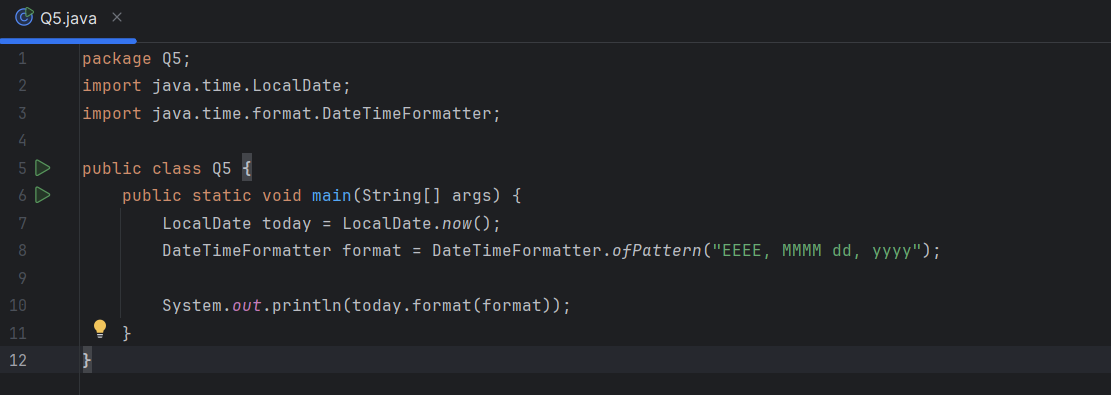 Q5.java
1 package Q5;
2 import java.time.LocalDate;
3 import java.time.format.DateTimeFormatter;
4
5 public class Q5 {
6     public static void main(String[] args) {
7         LocalDate today = LocalDate.now();
8         DateTimeFormatter format = DateTimeFormatter.ofPattern("EEEE, MMMM dd, yyyy");
9
10         System.out.println(today.format(format));
11     }
12 }